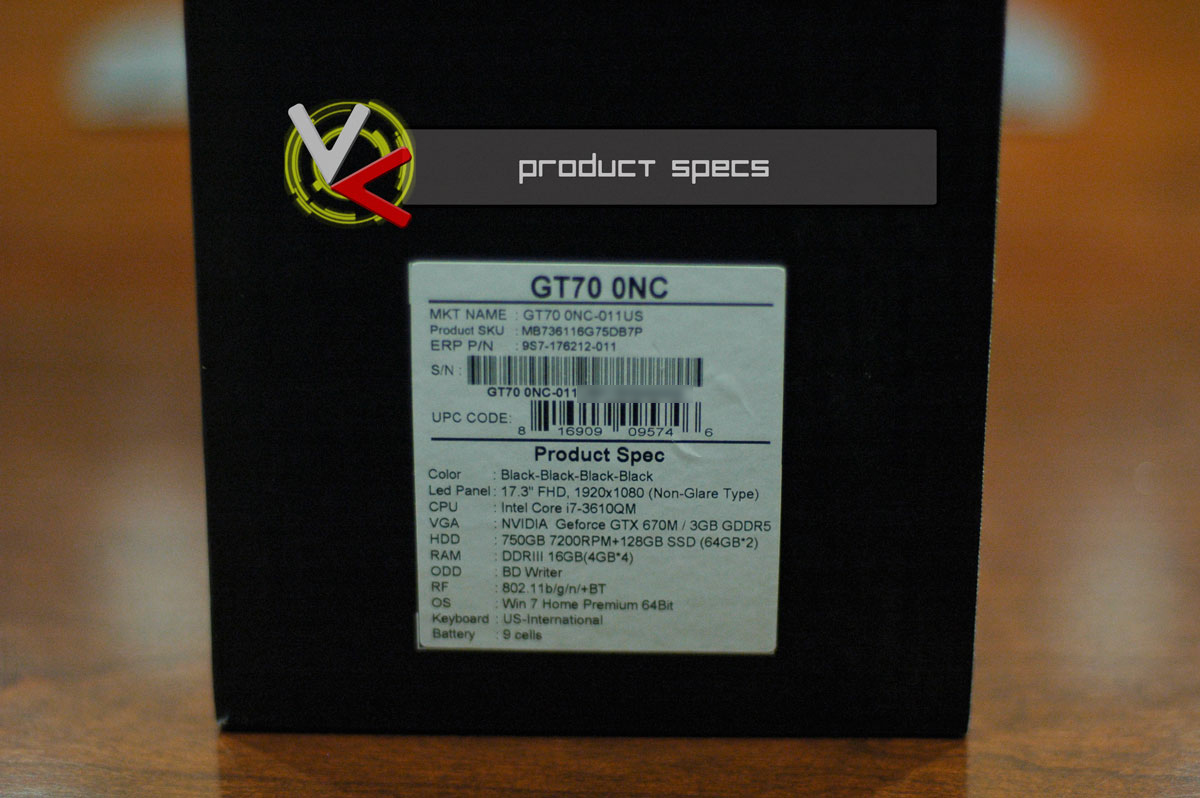 PRODUCT SPECS
GT70 0NC
MKT NAME : GT70 0NC-011US
Product SKU : MB736116G75DB7P
ERP P/N : 9S7-176212-011
S/N :
GT70 0NC-011
UPC CODE:
8 16909 09574 6
Product Spec
Color : Black-Black-Black-Black
Led Panel : 17.3" FHD, 1920x1080 (Non-Glare Type)
CPU : Intel Core i7-3610QM
VGA : NVIDIA Geforce GTX 670M / 3GB GDDR5
HDD : 750GB 7200RPM+128GB SSD (64GB*2)
RAM : DDRIII 16GB(4GB*4)
ODD : BD Writer
RF : 802.11b/g/n/+BT
OS : Win 7 Home Premium 64Bit
Keyboard : US-International
Battery : 9 cells